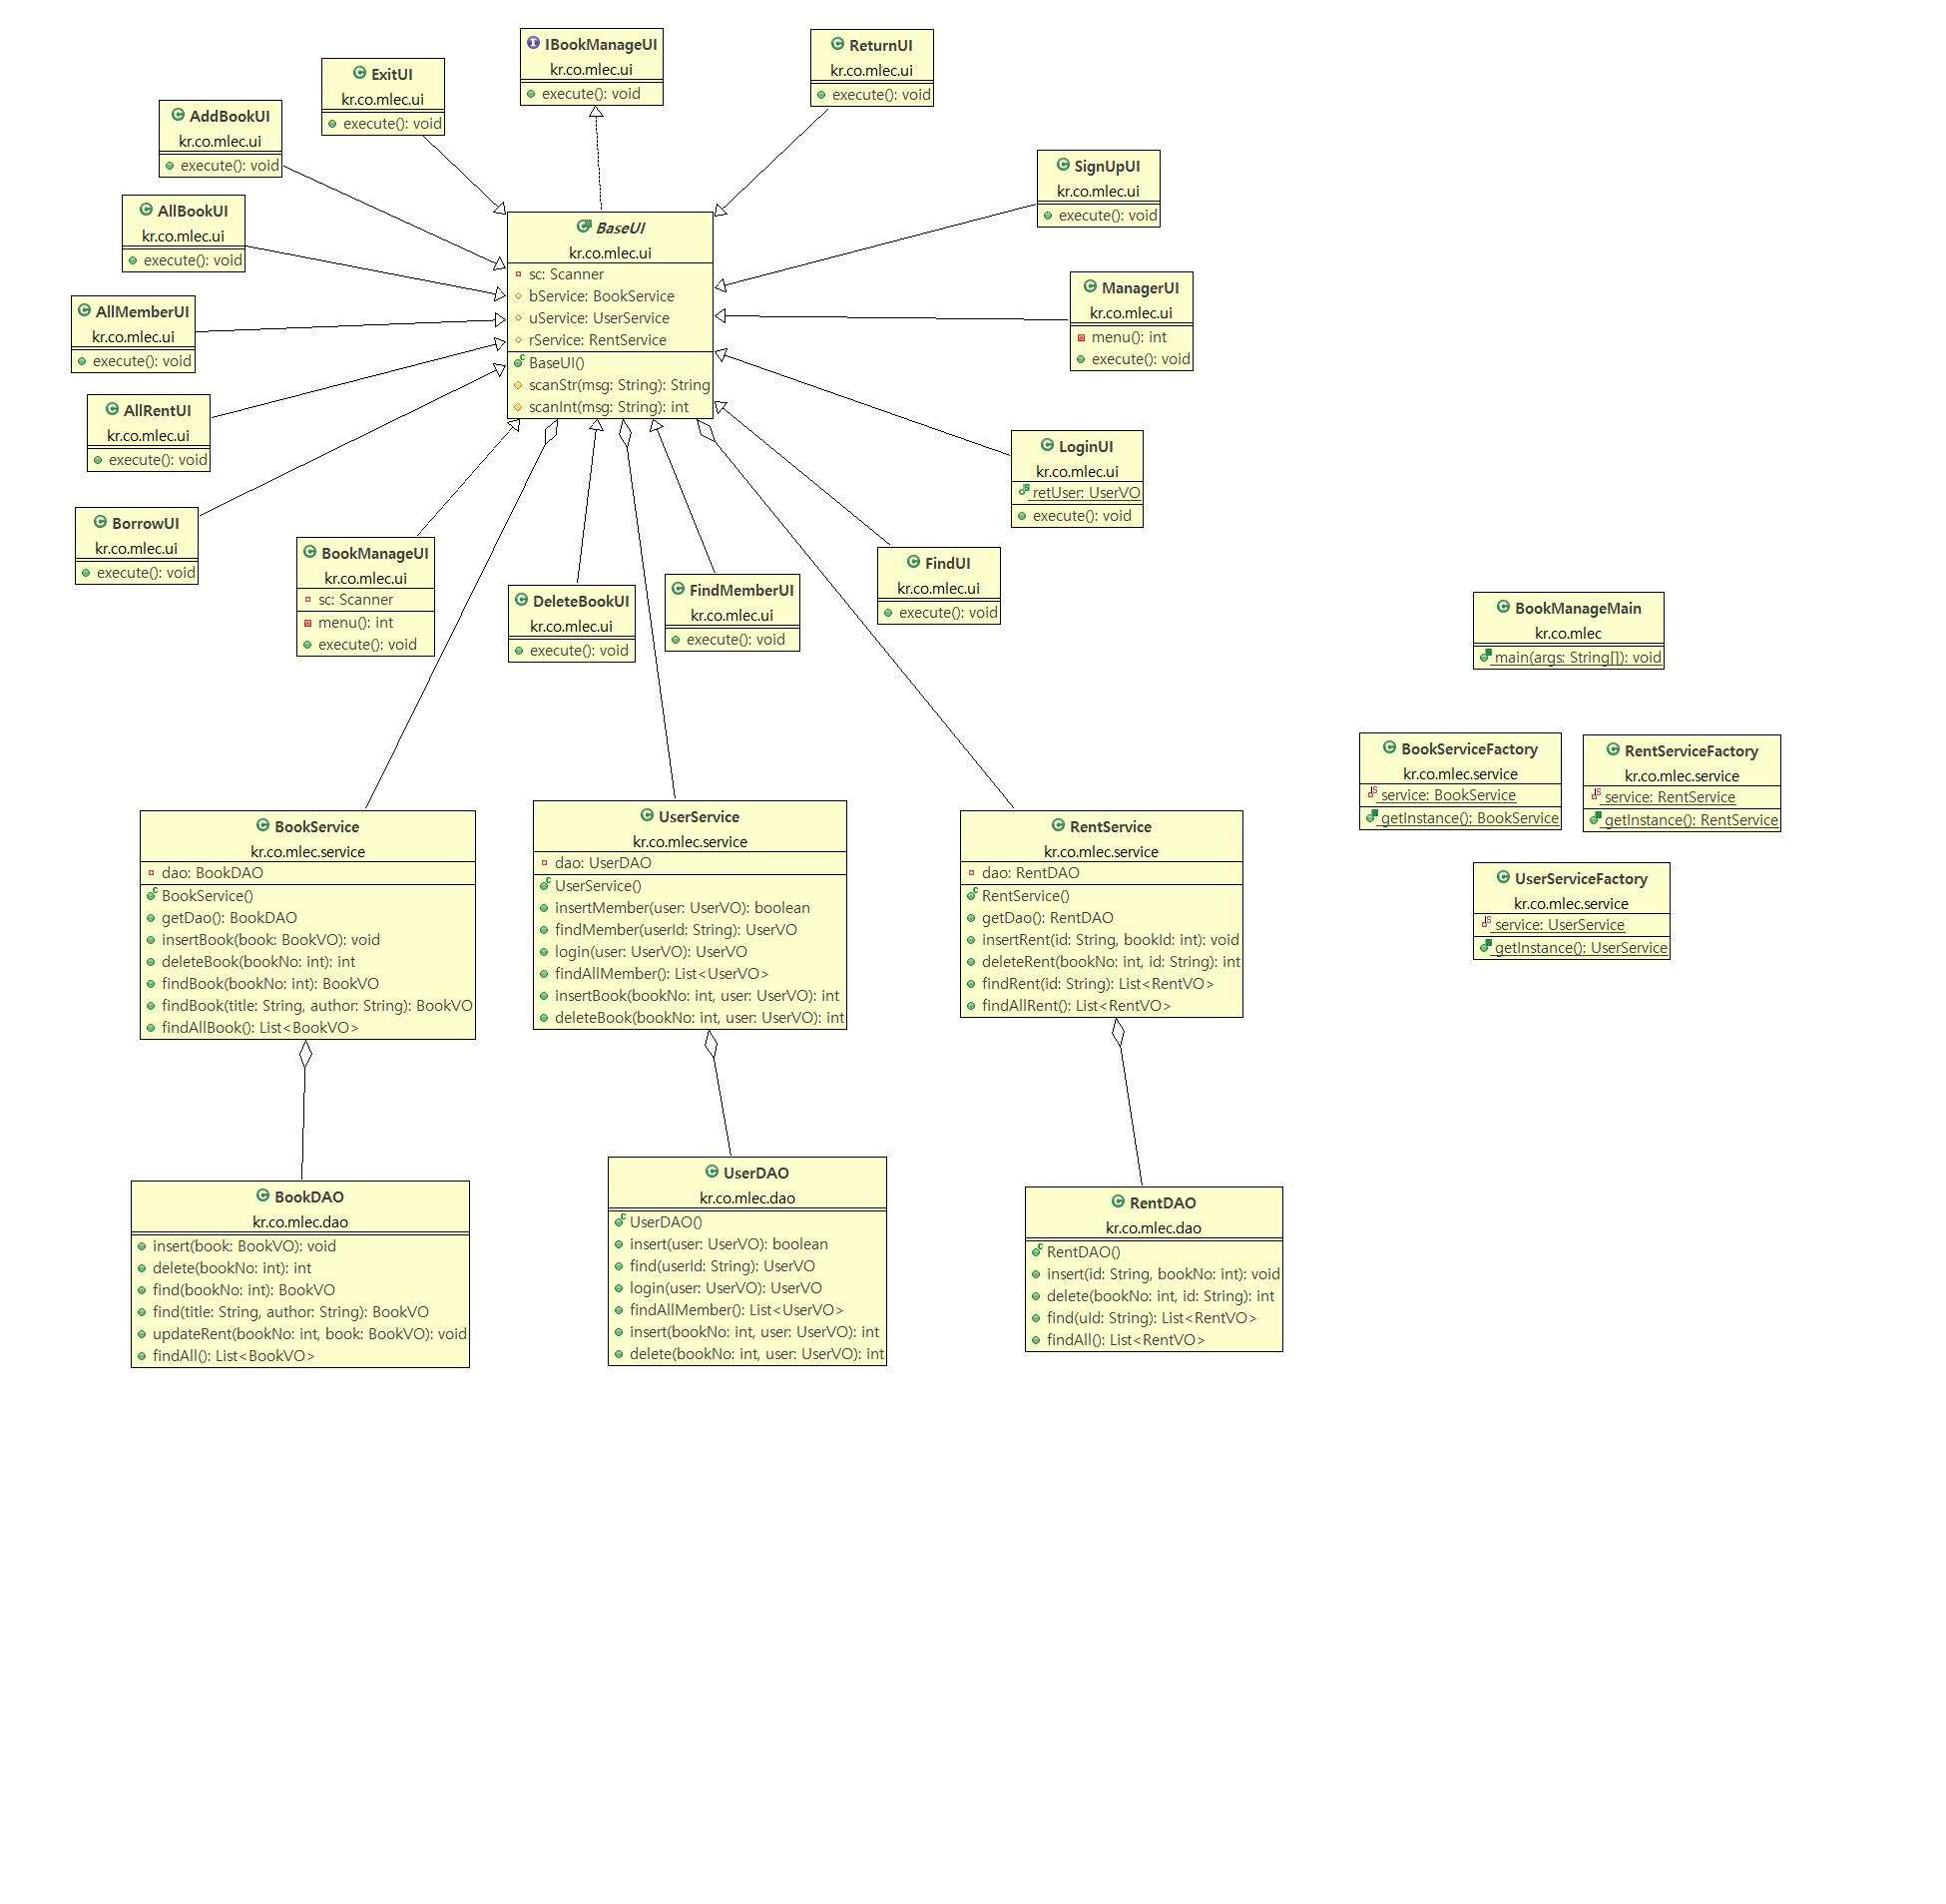 IBookManageUI
kr.co.mlec.ui
execute(): void
ReturnUI
kr.co.mlec.ui
execute(): void
ExitUI
kr.co.mlec.ui
execute(): void
AddBookUI
kr.co.mlec.ui
execute(): void
SignUpUI
kr.co.mlec.ui
execute(): void
AllBookUI
kr.co.mlec.ui
execute(): void
BaseUI
kr.co.mlec.ui
sc: Scanner
bService: BookService
uService: UserService
rService: RentService
BaseUI()
scanStr(msg: String): String
scanInt(msg: String): int
ManagerUI
kr.co.mlec.ui
menu(): int
execute(): void
AllMemberUI
kr.co.mlec.ui
execute(): void
AllRentUI
kr.co.mlec.ui
execute(): void
LoginUI
kr.co.mlec.ui
retUser: UserVO
execute(): void
BorrowUI
kr.co.mlec.ui
execute(): void
BookManageUI
kr.co.mlec.ui
sc: Scanner
menu(): int
execute(): void
DeleteBookUI
kr.co.mlec.ui
execute(): void
FindMemberUI
kr.co.mlec.ui
execute(): void
FindUI
kr.co.mlec.ui
execute(): void
BookManageMain
kr.co.mlec
main(args: String[]): void
BookServiceFactory
kr.co.mlec.service
service: BookService
getInstance(): BookService
RentServiceFactory
kr.co.mlec.service
service: RentService
getInstance(): RentService
UserServiceFactory
kr.co.mlec.service
service: UserService
getInstance(): UserService
BookService
kr.co.mlec.service
dao: BookDAO
BookService()
getDao(): BookDAO
insertBook(book: BookVO): void
deleteBook(bookNo: int): int
findBook(bookNo: int): BookVO
findBook(title: String, author: String): BookVO
findAllBook(): List<BookVO>
UserService
kr.co.mlec.service
dao: UserDAO
UserService()
insertMember(user: UserVO): boolean
findMember(userId: String): UserVO
login(user: UserVO): UserVO
findAllMember(): List<UserVO>
insertBook(bookNo: int, user: UserVO): int
deleteBook(bookNo: int, user: UserVO): int
RentService
kr.co.mlec.service
dao: RentDAO
RentService()
getDao(): RentDAO
insertRent(id: String, bookId: int): void
deleteRent(bookNo: int, id: String): int
findRent(id: String): List<RentVO>
findAllRent(): List<RentVO>
BookDAO
kr.co.mlec.dao
insert(book: BookVO): void
delete(bookNo: int): int
find(bookNo: int): BookVO
find(title: String, author: String): BookVO
updateRent(bookNo: int, book: BookVO): void
findAll(): List<BookVO>
UserDAO
kr.co.mlec.dao
UserDAO()
insert(user: UserVO): boolean
find(userId: String): UserVO
login(user: UserVO): UserVO
findAllMember(): List<UserVO>
insert(bookNo: int, user: UserVO): int
delete(bookNo: int, user: UserVO): int
RentDAO
kr.co.mlec.dao
RentDAO()
insert(id: String, bookNo: int): void
delete(bookNo: int, id: String): int
find(uId: String): List<RentVO>
findAll(): List<RentVO>